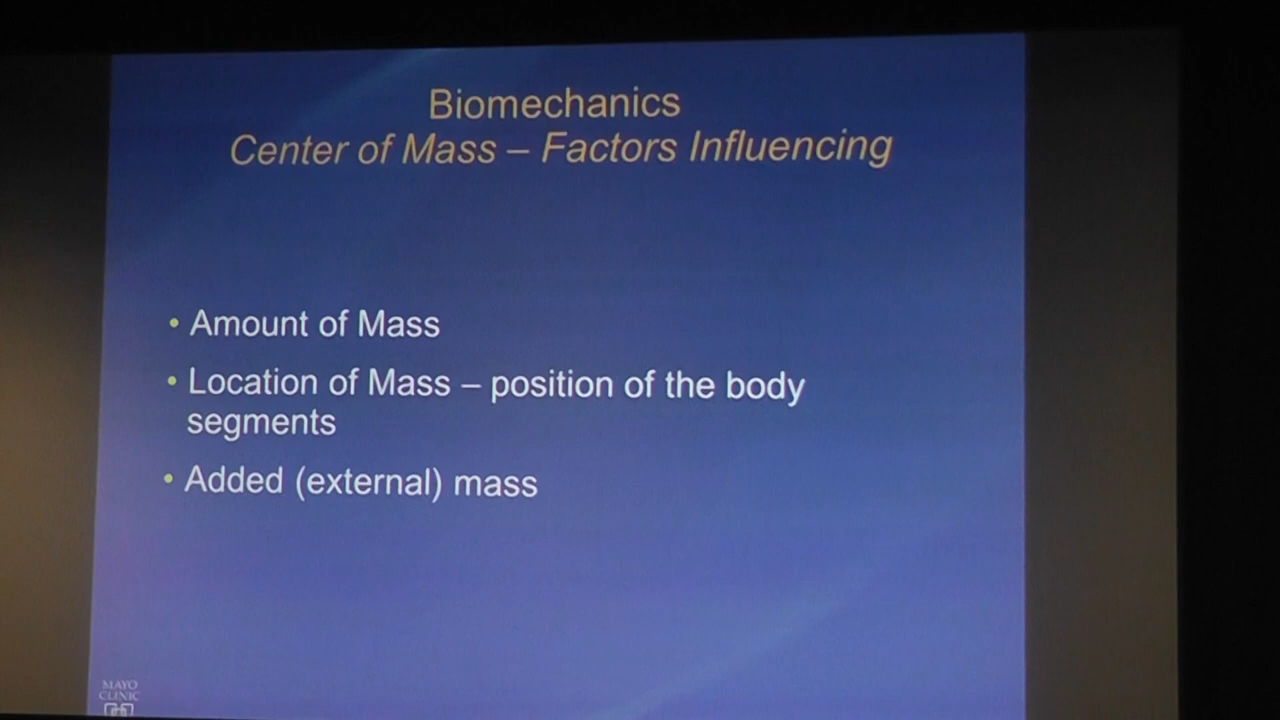 Biomechanics
Center of Mass – Factors Influencing
• Amount of Mass
• Location of Mass – position of the body
segments
• Added (external) mass
MAYO
CLINIC